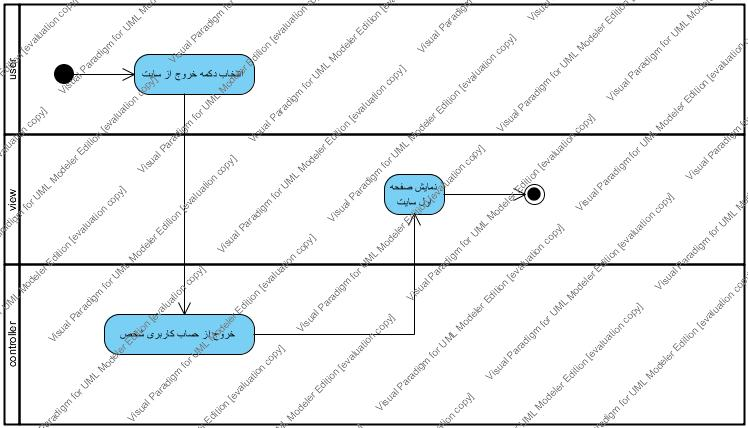 user
انتخاب دکمه خروج از سایت
view
نمایش صفحه
اول سایت
controller
خروج از حساب کاربری شخص
Visual Paradigm for UML Modeler Edition [evaluation copy]